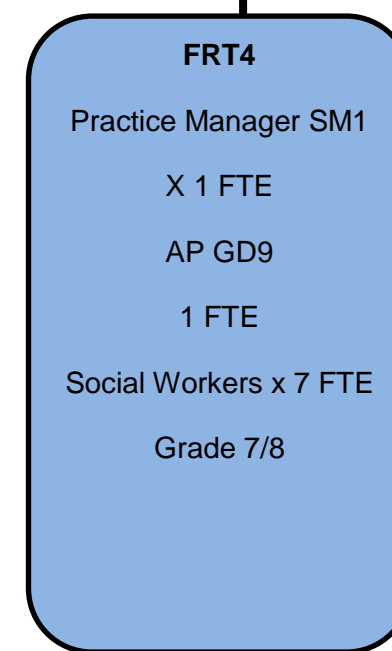 FRT4
Practice Manager SM1
X 1 FTE
AP GD9
1 FTE
Social Workers x 7 FTE
Grade 7/8